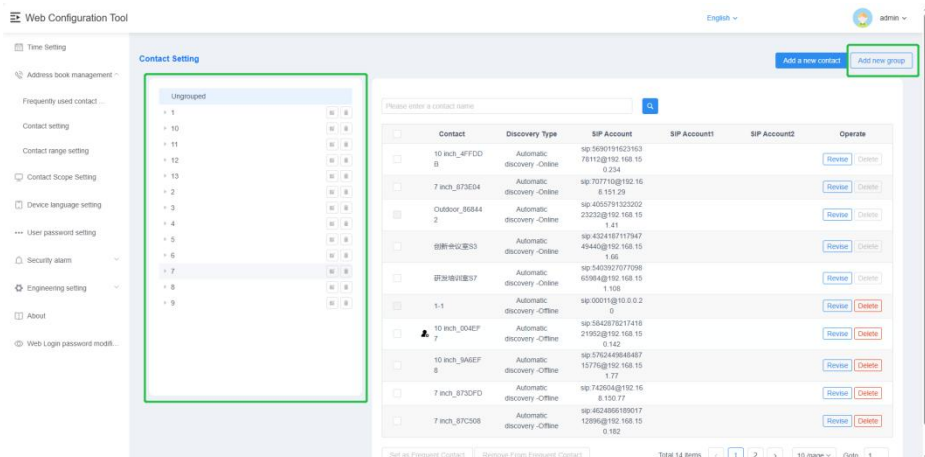 Web Configuration Tool
English
admin
Time Setting
Address book management
Frequently used contact ...
Contact setting
Contact range setting
Contact Scope Setting
Device language setting
User password setting
Security alarm
Engineering setting
About
Web Login password modifi...
Contact Setting
Add a new contact
Add new group
Ungrouped
1
10
11
12
13
2
3
4
5
6
7
8
9
Please enter a contact name
Contact Discovery Type SIP Account SIP Account1 SIP Account2 Operate
10 inch_4FFDD
B
Automatic
discovery -Online
sip:5690191623163
78112@192.168.15
0.234
Revise Delete
7 inch_873E04
Automatic
discovery -Online
sip:707710@192.16
8.151.29
Revise Delete
Outdoor_86844
2
Automatic
discovery -Online
sip:4055791323202
23232@192.168.15
1.41
Revise Delete
创新会议室S3
Automatic
discovery -Online
sip:4324187117947
49440@192.168.15
1.66
Revise Delete
研发培训室S7
Automatic
discovery -Online
sip:5403927077098
65984@192.168.15
1.108
Revise Delete
1-1
Automatic
discovery -Offline
sip:00011@10.0.0.2
0
Revise Delete
10 inch_004EF
7
Automatic
discovery -Offline
sip:5842878217418
21952@192.168.15
0.142
Revise Delete
10 inch_9A6EF
8
Automatic
discovery -Offline
sip:5762449848487
15776@192.168.15
1.77
Revise Delete
7 inch_873DFD
Automatic
discovery -Offline
sip:742604@192.16
8.150.77
Revise Delete
7 inch_87C508
Automatic
discovery -Offline
sip:4624866189017
12896@192.168.15
0.182
Revise Delete
Set as Frequent Contact Remove From Frequent Contact Total 14 items 1 2 10 /page Goto 1